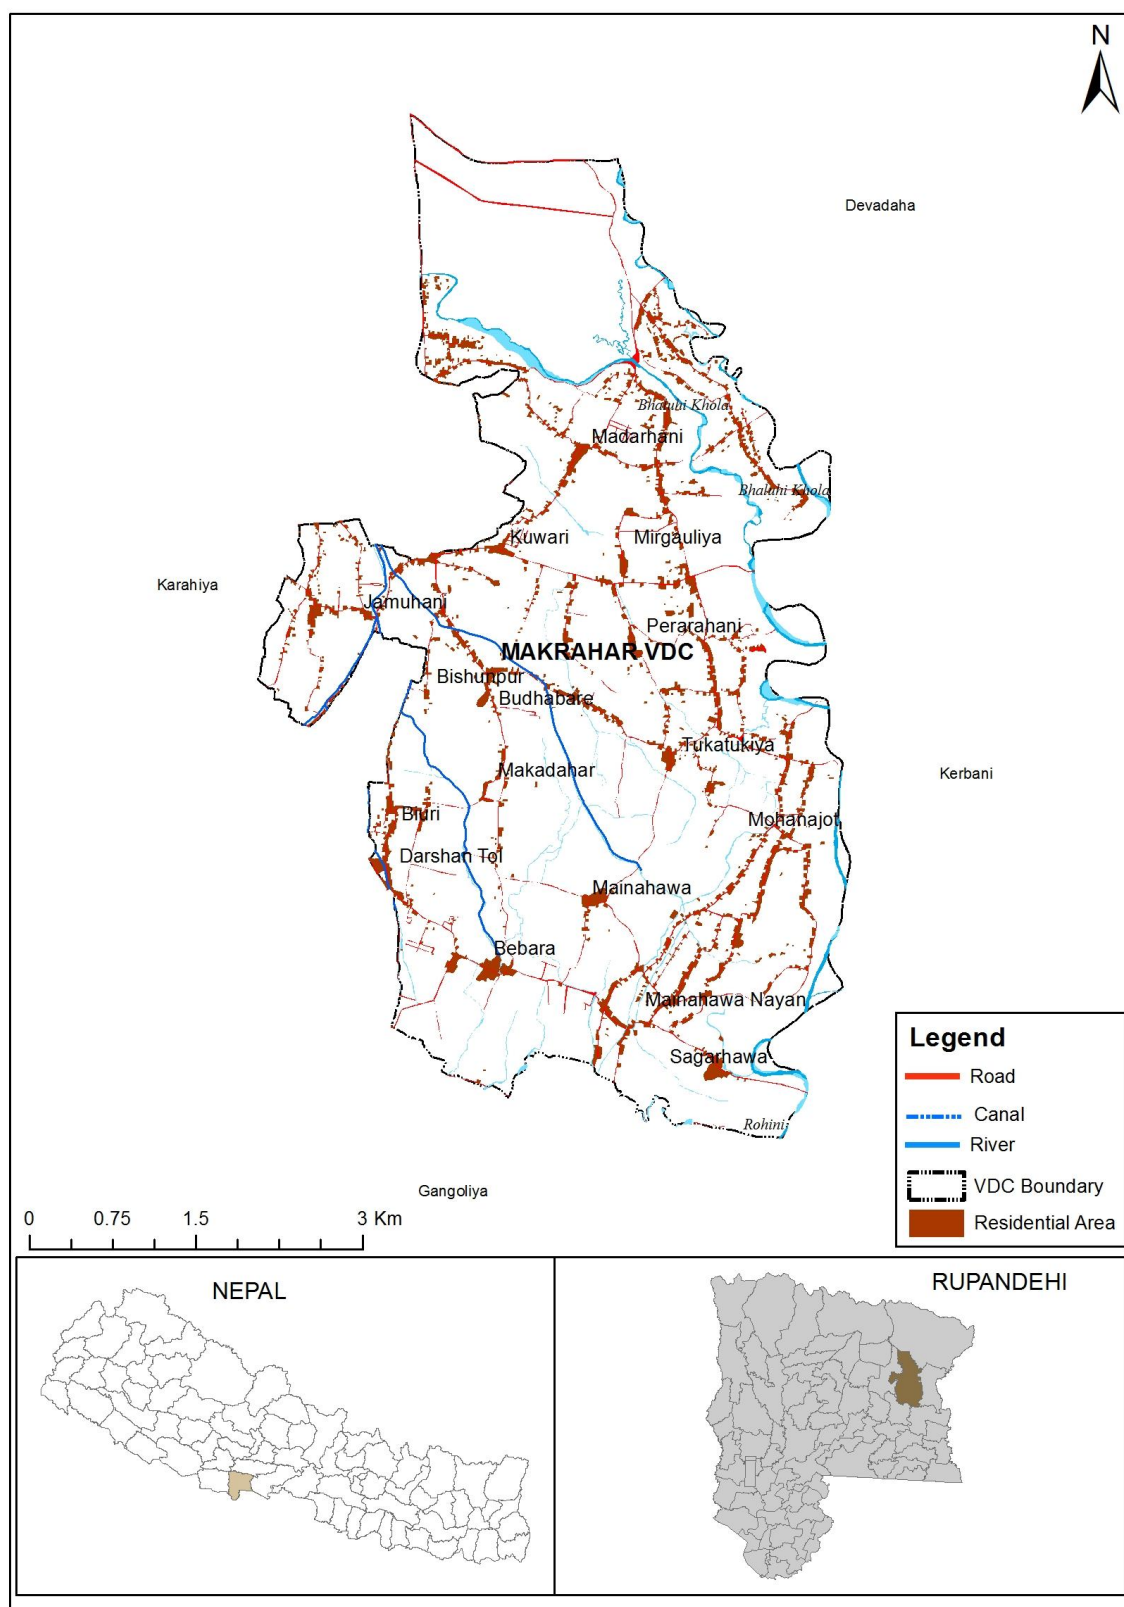 N
Devadaha
Bhaluhi Khola
Madarhani
Bhaluhi Khola
Kuwari
Mirgauliya
Karahiya
Jamuhani
Perarahani
MAKRAHAR VDC
Bishunpur
Budhabare
Tukatukiya
Makadahar
Kerbani
Biuri
Mohanajot
Darshan Tol
Mainahawa
Bebara
Mainahawa Nayan
Sagarhawa
Rohini
Gangoliya
Legend
Road
Canal
River
VDC Boundary
Residential Area
0 0.75 1.5 3 Km
NEPAL
RUPANDEHI